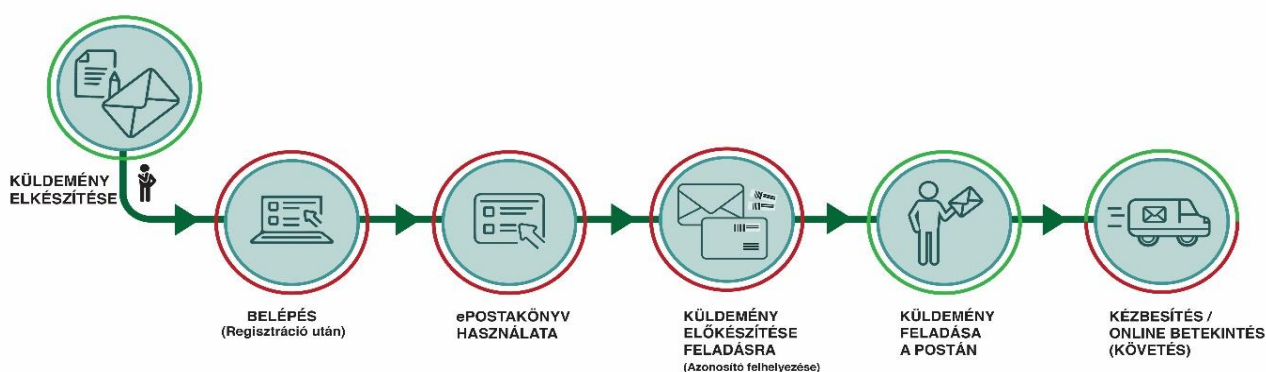 KÜLDEMÉNY
ELKÉSZÍTÉSE
BELÉPÉS
(Regisztráció után)
ePOSTAKÖNYV
HASZNÁLATA
KÜLDEMÉNY
ELŐKÉSZÍTÉSE
FELADÁSRA
(Azonosító felhelyezése)
KÜLDEMÉNY
FELADÁSA
A POSTÁN
KÉZBESÍTÉS /
ONLINE BETEKINTÉS
(KÖVETÉS)